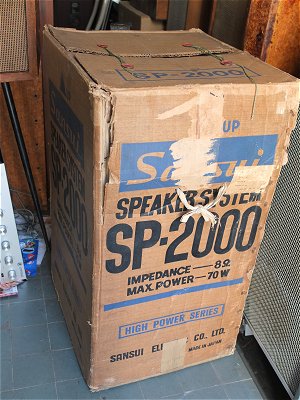 SP-2000
UP
Sansui
SPEAKER SYSTEM
SP-2000
IMPEDANCE — 8Ω
MAX. POWER — 70W
HIGH POWER SERIES
SANSUI CO., LTD.
MADE IN JAPAN